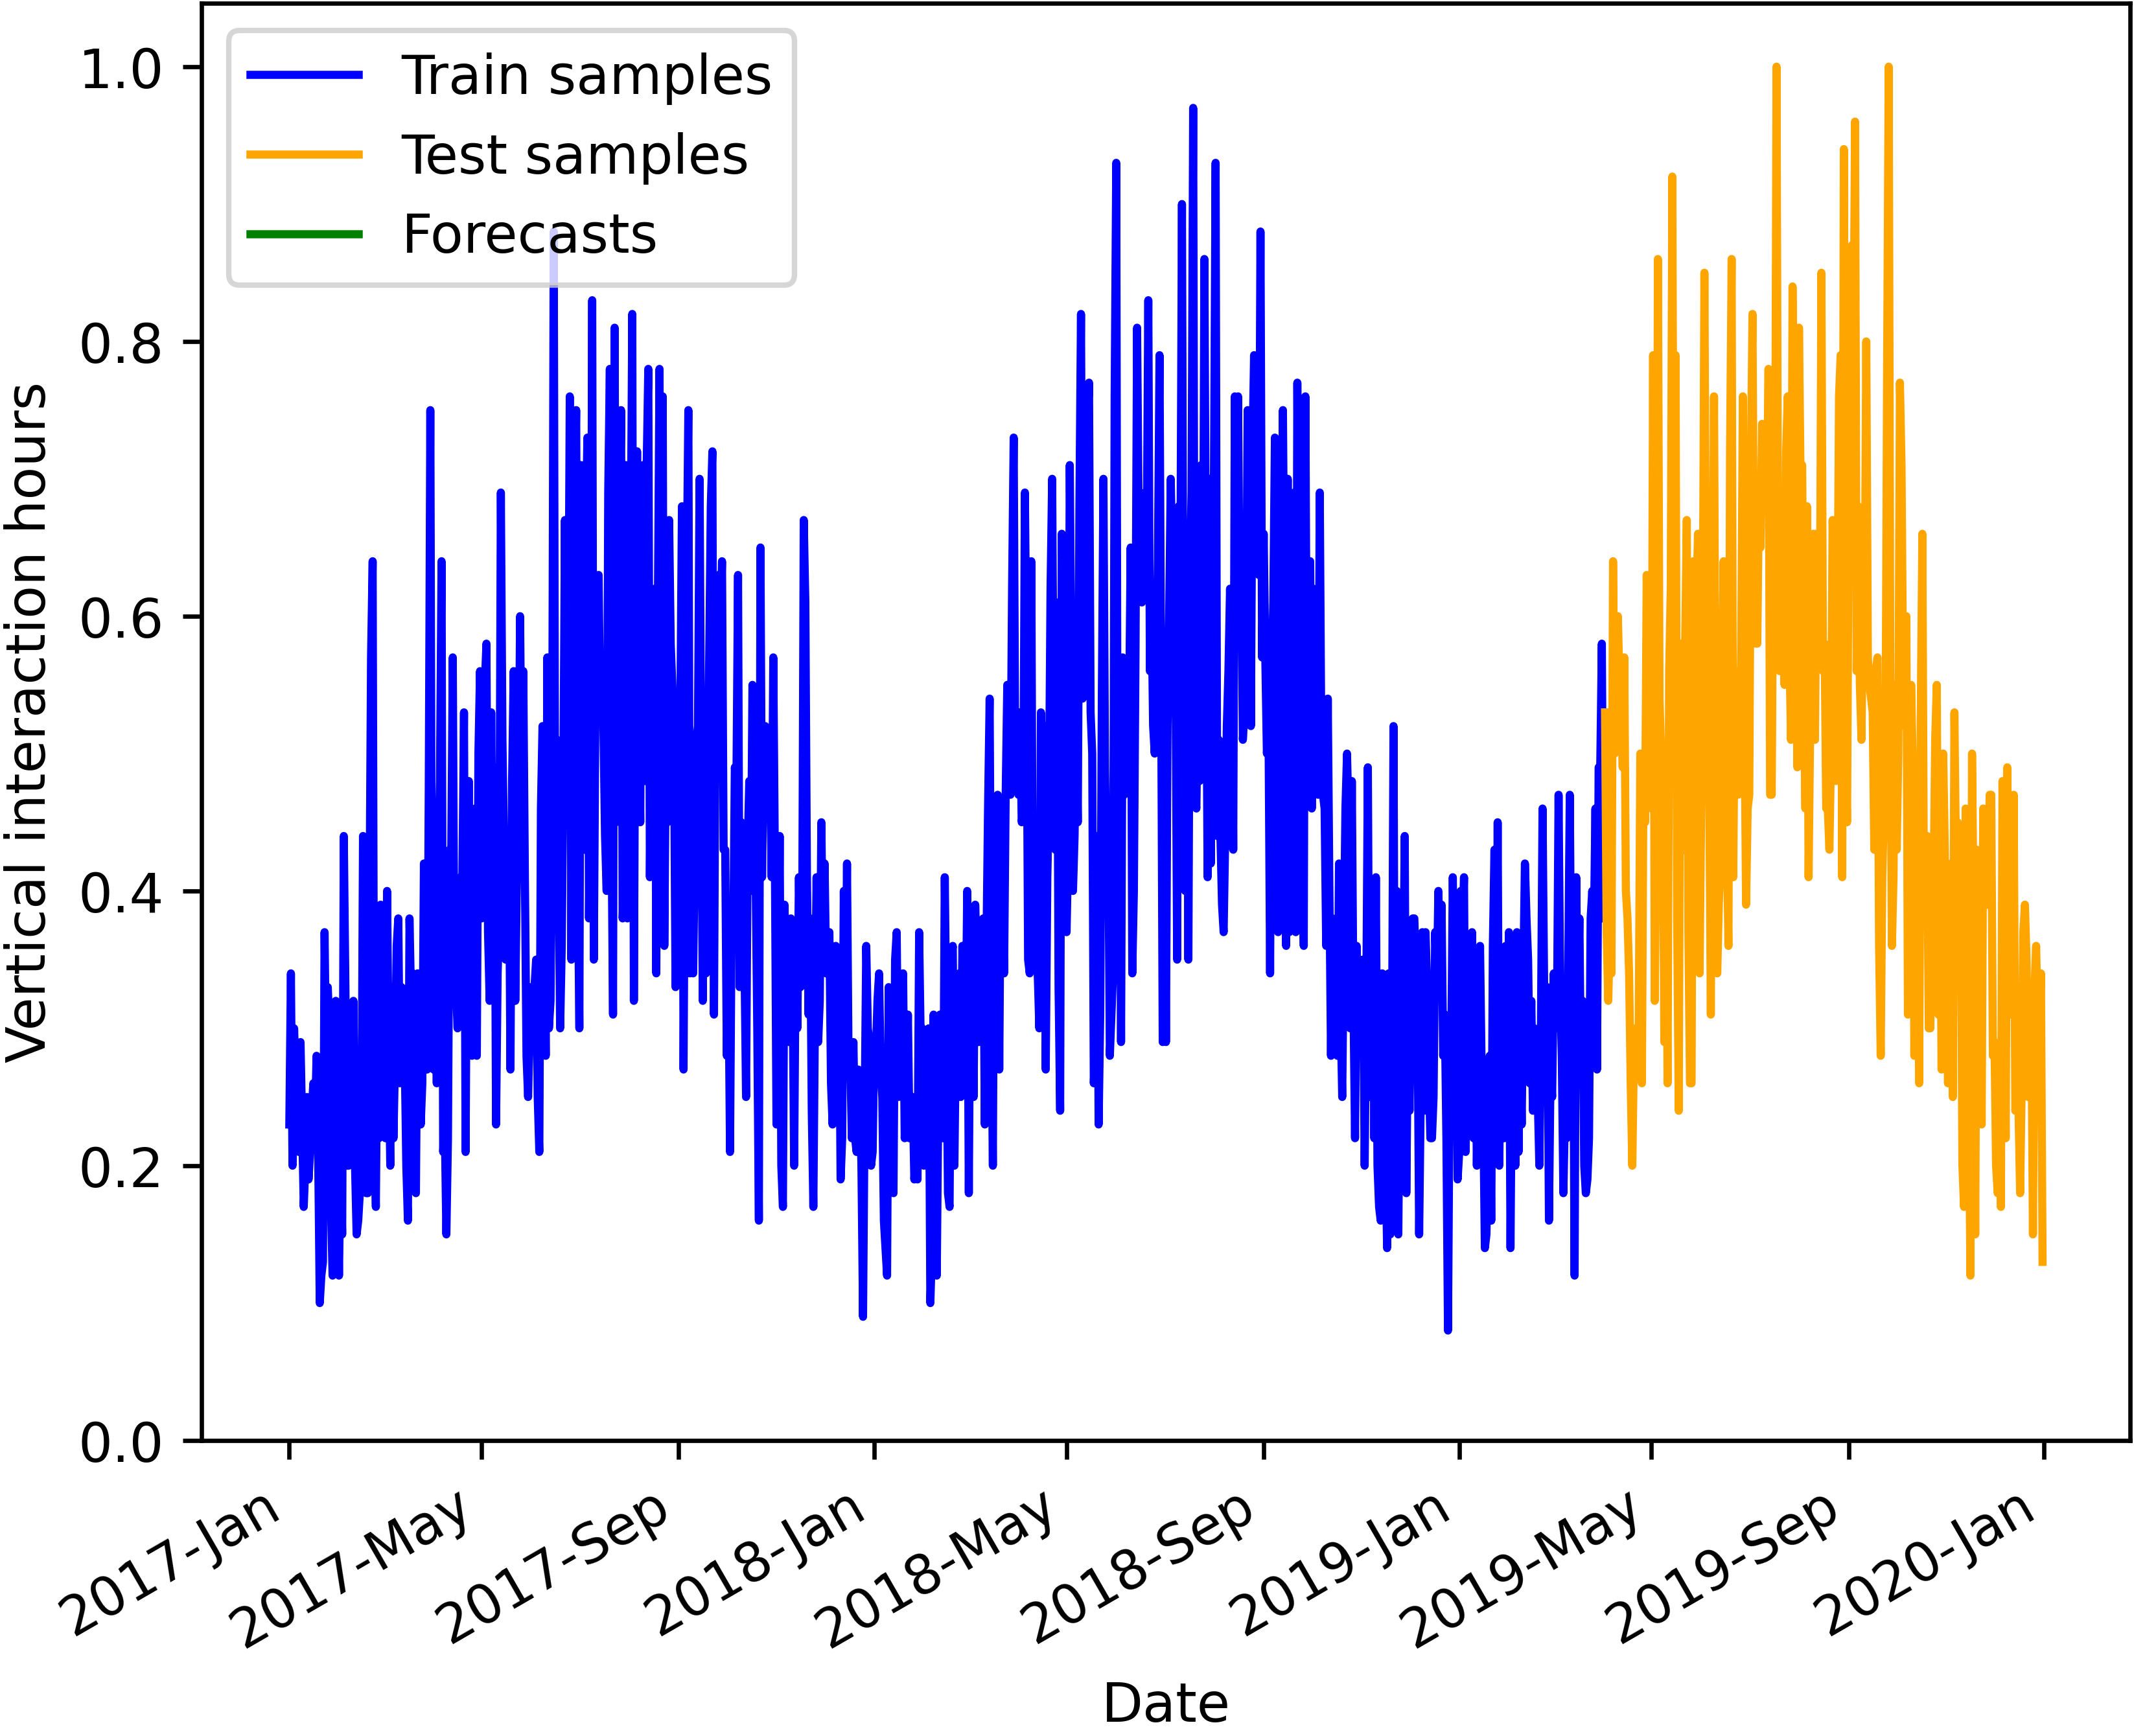 Train samples
Test samples
Forecasts
Vertical interaction hours
1.0
0.8
0.6
0.4
0.2
0.0
2017-Jan
2017-May
2017-Sep
2018-Jan
2018-May
2018-Sep
2019-Jan
2019-May
2019-Sep
2020-Jan
Date